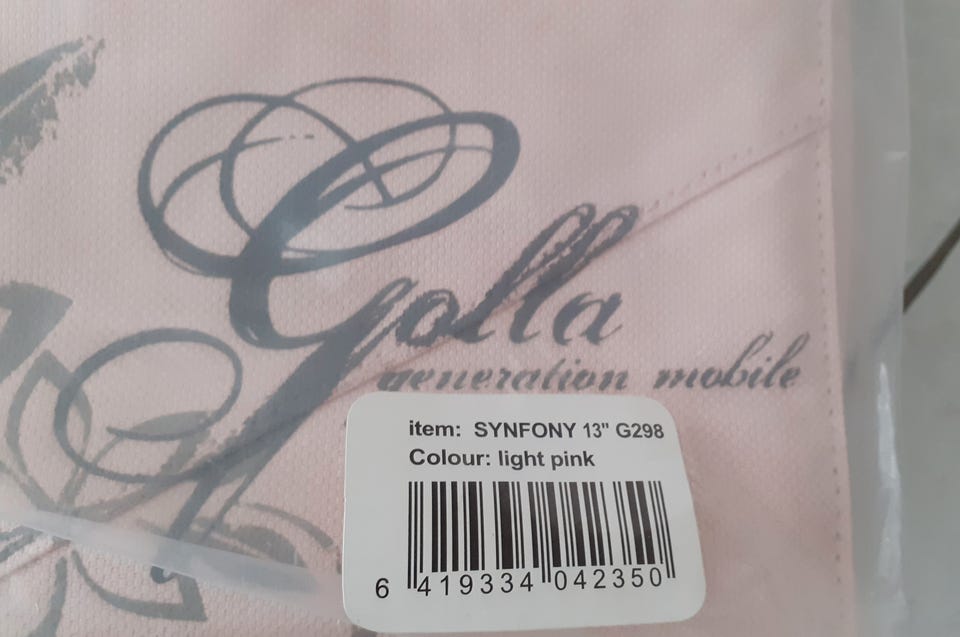 Golla
generation mobile
item: SYNFONY 13" G298
Colour: light pink
6 419334 042350